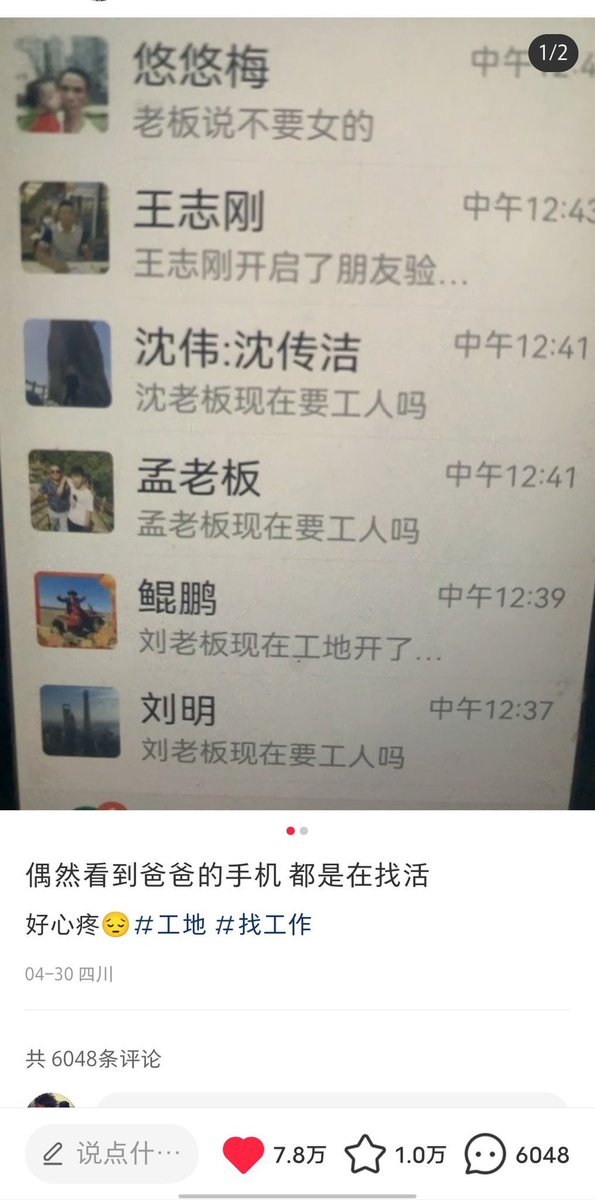 1/2
悠悠梅
中午12:4
老板说不要女的
王志刚
中午12:43
王志刚开启了朋友验...
沈伟:沈传洁
中午12:41
沈老板现在要工人吗
孟老板
中午12:41
孟老板现在要工人吗
鲲鹏
中午12:39
刘老板现在工地开了...
刘明
中午12:37
刘老板现在要工人吗
偶然看到爸爸的手机 都是在找活
好心疼😔#工地 #找工作
04-30 四川
共 6048条评论
说点什… 7.8万 1.0万 6048